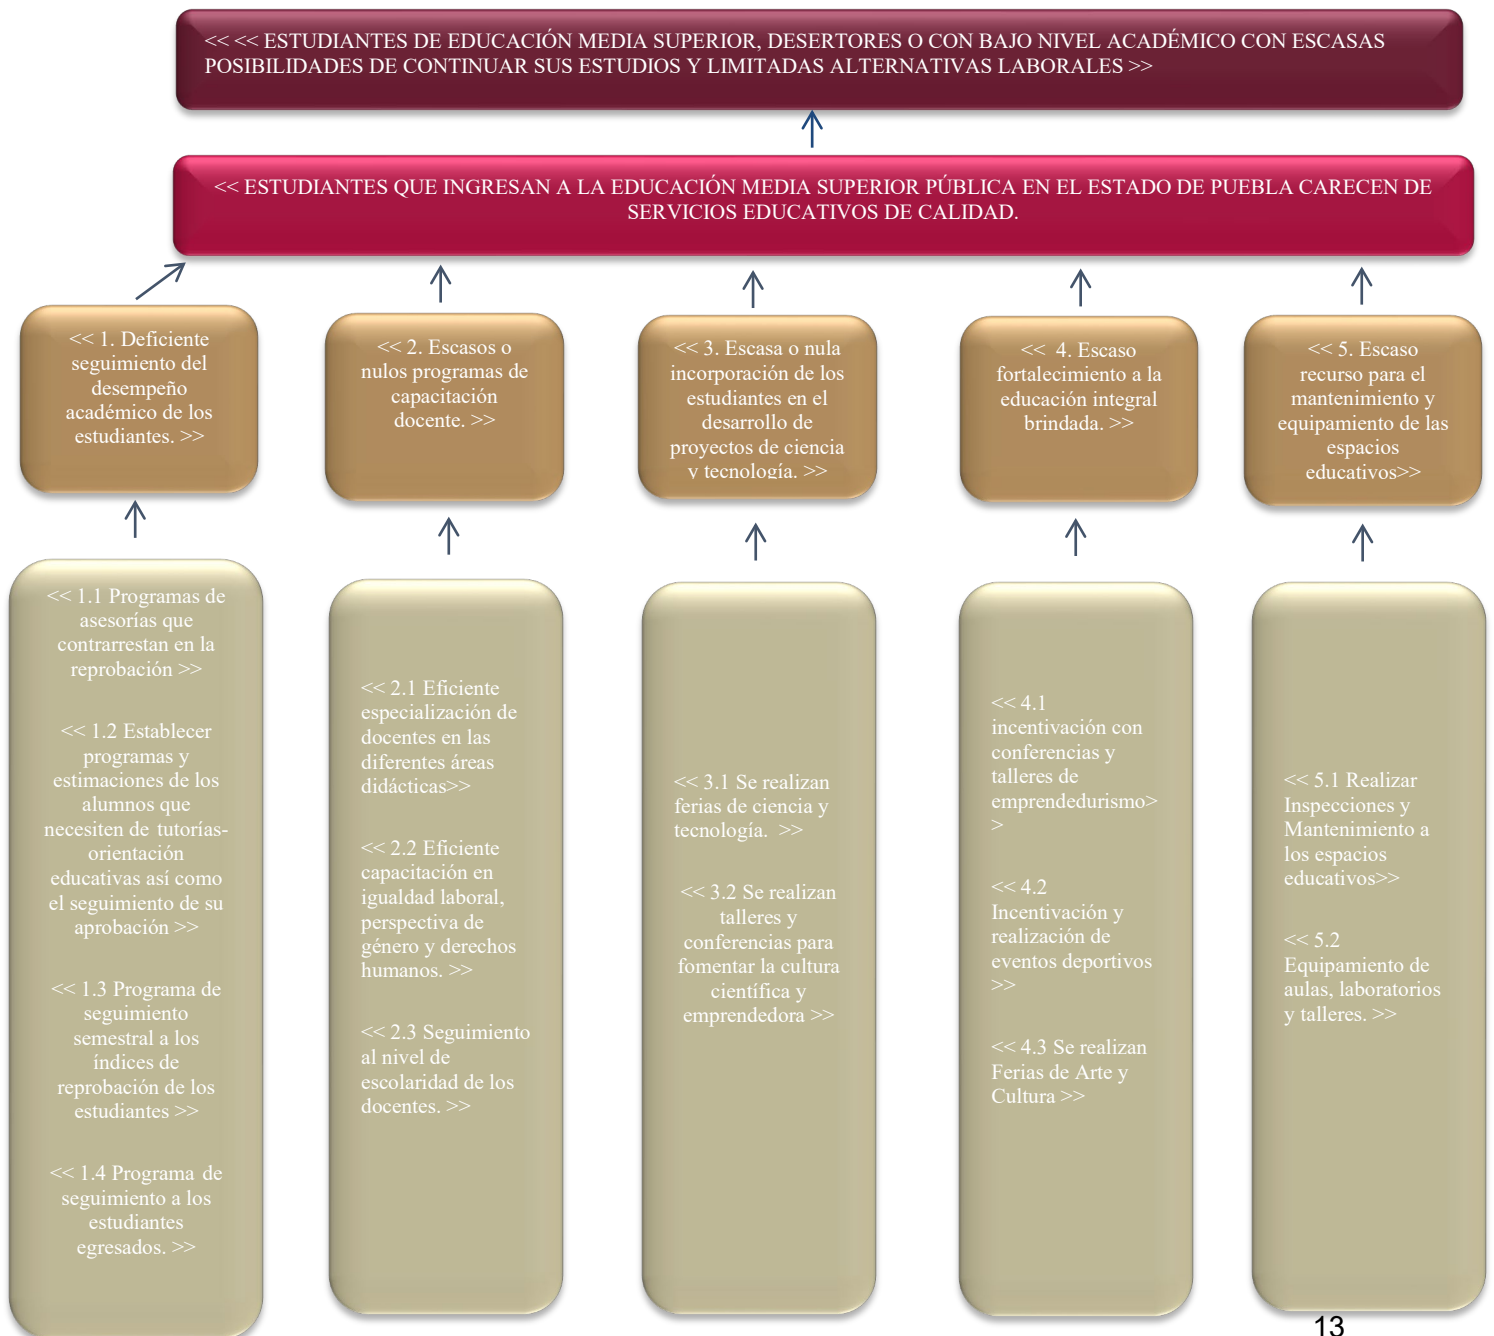 << << ESTUDIANTES DE EDUCACIÓN MEDIA SUPERIOR, DESERTORES O CON BAJO NIVEL ACADÉMICO CON ESCASAS
POSIBILIDADES DE CONTINUAR SUS ESTUDIOS Y LIMITADAS ALTERNATIVAS LABORALES >>
<< ESTUDIANTES QUE INGRESAN A LA EDUCACIÓN MEDIA SUPERIOR PÚBLICA EN EL ESTADO DE PUEBLA CARECEN DE
SERVICIOS EDUCATIVOS DE CALIDAD.
<< 1. Deficiente
seguimiento del
desempeño
académico de los
estudiantes. >>
<< 2. Escasos o
nulos programas de
capacitación
docente. >>
<< 3. Escasa o nula
incorporación de los
estudiantes en el
desarrollo de
proyectos de ciencia
y tecnología. >>
<< 4. Escaso
fortalecimiento a la
educación integral
brindada. >>
<< 5. Escaso
recurso para el
mantenimiento y
equipamiento de las
espacios
educativos>>
<< 1.1 Programas de
asesorías que
contrarrestan en la
reprobación >>
<< 1.2 Establecer
programas y
estimaciones de los
alumnos que
necesiten de tutorías-
orientación
educativas así como
el seguimiento de su
aprobación >>
<< 1.3 Programa de
seguimiento
semestral a los
índices de
reprobación de los
estudiantes >>
<< 1.4 Programa de
seguimiento a los
estudiantes
egresados. >>
<< 2.1 Eficiente
especialización de
docentes en las
diferentes áreas
didácticas>>
<< 2.2 Eficiente
capacitación en
igualdad laboral,
perspectiva de
género y derechos
humanos. >>
<< 2.3 Seguimiento
al nivel de
escolaridad de los
docentes. >>
<< 3.1 Se realizan
ferias de ciencia y
tecnología. >>
<< 3.2 Se realizan
talleres y
conferencias para
fomentar la cultura
científica y
emprendedora >>
<< 4.1
incentivación con
conferencias y
talleres de
emprendedurismo>
>
<< 4.2
Incentivación y
realización de
eventos deportivos
>>
<< 4.3 Se realizan
Ferias de Arte y
Cultura >>
<< 5.1 Realizar
Inspecciones y
Mantenimiento a
los espacios
educativos>>
<< 5.2
Equipamiento de
aulas, laboratorios
y talleres. >>
13